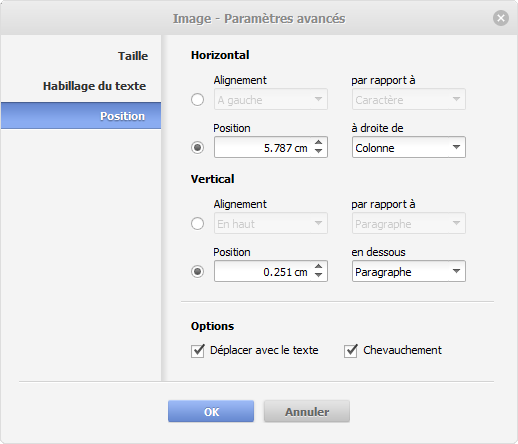 Image - Paramètres avancés
Taille
Habillage du texte
Position
Horizontal
Alignement par rapport à
A gauche Caractère
Position à droite de
5.787 cm Colonne
Vertical
Alignement par rapport à
En haut Paragraphe
Position en dessous
0.251 cm Paragraphe
Options
Déplacer avec le texte Chevauchement
OK Annuler